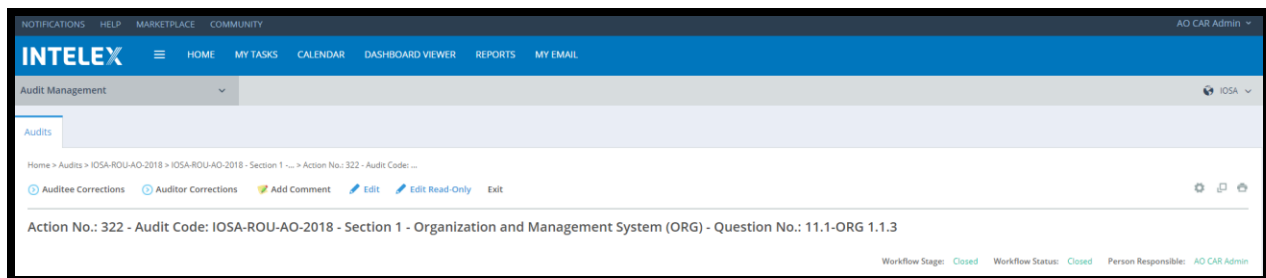 NOTIFICATIONS HELP MARKETPLACE COMMUNITY AO CAR Admin
INTELEX HOME MY TASKS CALENDAR DASHBOARD VIEWER REPORTS MY EMAIL
Audit Management IOSA
Audits
Home > Audits > IOSA-ROU-AO-2018 > IOSA-ROU-AO-2018 - Section 1 -... > Action No.: 322 - Audit Code: ...
Auditee Corrections Auditor Corrections Add Comment Edit Edit Read-Only Exit
Action No.: 322 - Audit Code: IOSA-ROU-AO-2018 - Section 1 - Organization and Management System (ORG) - Question No.: 11.1-ORG 1.1.3
Workflow Stage: Closed Workflow Status: Closed Person Responsible: AO CAR Admin